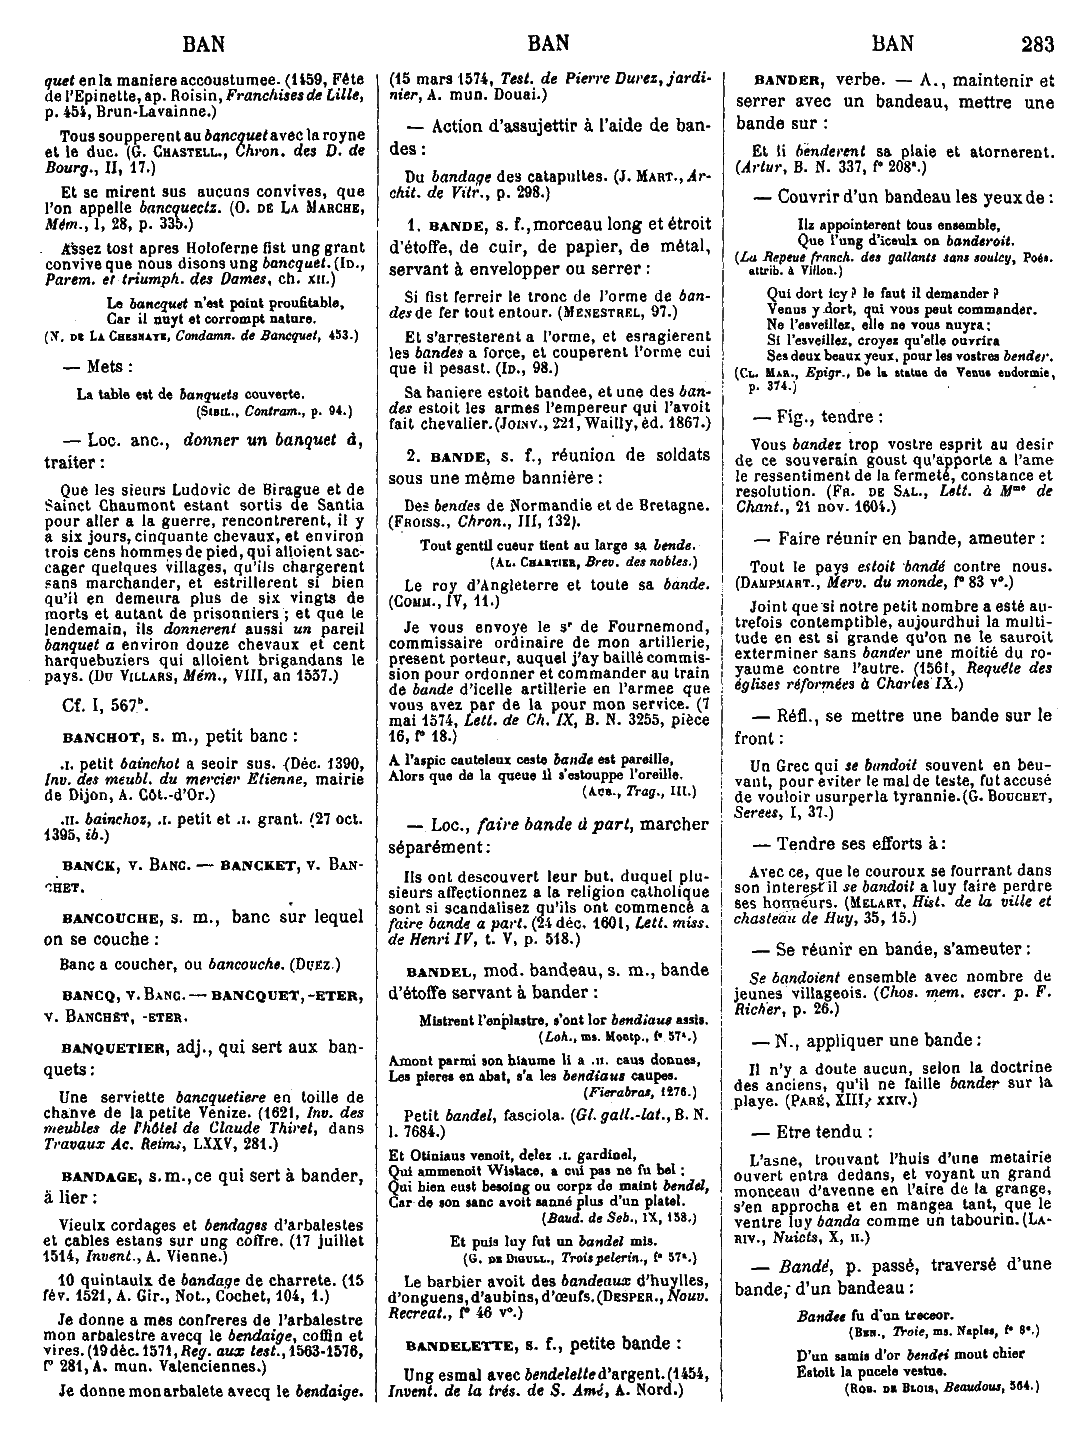 BAN
BAN
BAN
283
quet en la maniere accoustumee. (1459, Fête
de l'Epinette, ap. Roisin, Franchises de Lille,
p. 454, Brun-Lavainne.)
Tous soupperent au bancquet avec la royne
et le duc. (G. CHASTELL., Chron. des D. de
Bourg., II, 17.)
Et se mirent sus aucuns convives, que
l'on appelle bancquectz. (O. DE LA MARCHE,
Mém., I, 28, p. 335.)
Assez tost apres Holoferne fist ung grant
convive que nous disons ung bancquet. (ID.,
Parem. et triumph. des Dames, ch. XII.)
Le bancquet n'est point proufitable,
Car il nuyt et corrompt nature.
(N. DE LA CHESNAYE, Condamn. de Bancquet, 453.)
— Mets :
La table est de banquets couverte.
(SIBIL., Contram., p. 94.)
— Loc. anc., donner un banquet à,
traiter :
Que les sieurs Ludovic de Birague et de
Sainct Chaumont estant sortis de Santia
pour aller a la guerre, rencontrerent, il y
a six jours, cinquante chevaux, et environ
trois cens hommes de pied, qui alloient sac-
cager quelques villages, qu'ils chargerent
sans marchander, et estrillerent si bien
qu'il en demeura plus de six vingts de
morts et autant de prisonniers ; et que le
lendemain, ils donnerent aussi un pareil
banquet a environ douze chevaux et cent
harquebuziers qui alloient brigandans le
pays. (DU VILLARS, Mém., VIII, an 1557.)
Cf. I, 567ᵇ.
BANCHOT, s. m., petit banc :
.I. petit bainchot a seoir sus. (Déc. 1390,
Inv. des meubl. du mercier Etienne, mairie
de Dijon, A. Côt.-d'Or.)
.II. bainchoz, .I. petit et .I. grant. (27 oct.
1395, ib.)
BANCK, v. BANC. — BANCKET, v. BAN-
CHET.
BANCOUCHE, s. m., banc sur lequel
on se couche :
Banc a coucher, ou bancouche. (DUEZ.)
BANCQ, v. BANC. — BANCQUET, -ETER,
v. BANCHET, -ETER.
BANQUETIER, adj., qui sert aux ban-
quets :
Une serviette bancquetiere en toille de
chanve de la petite Venize. (1621, Inv. des
meubles de l'hôtel de Claude Thiret, dans
Travaux Ac. Reims, LXXV, 281.)
BANDAGE, s. m., ce qui sert à bander,
à lier :
Vieulx cordages et bendages d'arbalestes
et cables estans sur ung coffre. (17 juillet
1514, Invent., A. Vienne.)
10 quintaulx de bandage de charrete. (15
fév. 1521, A. Gir., Not., Cochet, 104, 1.)
Je donne a mes confreres de l'arbalestre
mon arbalestre avecq le bendaige, coffin et
vires. (19 déc. 1571, Reg. aux test., 1563-1576,
f° 281, A. mun. Valenciennes.)
Je donne mon arbalete avecq le bendaige.
(15 mars 1574, Test. de Pierre Durez, jardi-
nier, A. mun. Douai.)
— Action d'assujettir à l'aide de ban-
des :
Du bandage des catapultes. (J. MART., Ar-
chit. de Vitr., p. 298.)
1. BANDE, s. f., morceau long et étroit
d'étoffe, de cuir, de papier, de métal,
servant à envelopper ou serrer :
Si fist ferreir le tronc de l'orme de ban-
des de fer tout entour. (MENESTREL, 97.)
Et s'arresterent a l'orme, et esragierent
les bandes a force, et couperent l'orme cui
que il pesast. (ID., 98.)
Sa baniere estoit bandee, et une des ban-
des estoit les armes l'empereur qui l'avoit
fait chevalier. (JOINV., 221, Wailly, éd. 1867.)
2. BANDE, s. f., réunion de soldats
sous une même bannière :
Des bendes de Normandie et de Bretagne.
(FROISS., Chron., III, 132).
Tout gentil cueur tient au large sa bende.
(AL. CHARTIER, Brev. des nobles.)
Le roy d'Angleterre et toute sa bande.
(COMM., IV, 11.)
Je vous envoye le sʳ de Fournemond,
commissaire ordinaire de mon artillerie,
present porteur, auquel j'ay baillé commis-
sion pour ordonner et commander au train
de bande d'icelle artillerie en l'armee que
vous avez par de la pour mon service. (7
mai 1574, Lett. de Ch. IX, B. N. 3255, pièce
16, f° 18.)
A l'aspic cauteleux ceste bande est pareille,
Alors que de la queue il s'estouppe l'oreille.
(AUB., Trag., III.)
— Loc., faire bande à part, marcher
séparément :
Ils ont descouvert leur but, duquel plu-
sieurs affectionnez a la religion catholique
sont si scandalisez qu'ils ont commencé a
faire bande a part. (24 déc. 1601, Lett. miss.
de Henri IV, t. V, p. 518.)
BANDEL, mod. bandeau, s. m., bande
d'étoffe servant à bander :
Mistrent l'enplastre, s'ont lor bendiaus assis.
(Loh., ms. Montp., f° 57ᵃ.)
Amont parmi son hiaume li a .II. caus donnes,
Les pieres en abat, s'a les bendiaus caupes.
(Fierabras, 1276.)
Petit bandel, fasciola. (Gl. gall.-lat., B. N.
l. 7684.)
Et Otiniaus venoit, delez .I. gardinel,
Qui ammenoit Wistace, a cui pas ne fu bel ;
Qui bien eust besoing ou corpz de maint bendel,
Car de son sanc avoit sanné plus d'un platel.
(Baud. de Seb., IX, 158.)
Et puis luy fut un bandel mis.
(G. DE DIGULL., Trois pelerin., f° 57ᵃ.)
Le barbier avoit des bandeaux d'huylles,
d'onguens, d'aubins, d'œufs. (DESPER., Nouv.
Recreat., f° 46 v°.)
BANDELETTE, s. f., petite bande :
Ung esmal avec bendelette d'argent. (1454,
Invent. de la trés. de S. Amé, A. Nord.)
BANDER, verbe. — A., maintenir et
serrer avec un bandeau, mettre une
bande sur :
Et li benderent sa plaie et atornerent.
(Artur, B. N. 337, f° 208ᵃ.)
— Couvrir d'un bandeau les yeux de :
Ilz appointerent tous ensemble,
Que l'ung d'iceulx on banderoit.
(La Repeue franch. des gallants sans soulcy, Poés.
attrib. à Villon.)
Qui dort icy ? le faut il demander ?
Venus y dort, qui vous peut commander.
Ne l'esveillez, elle ne vous nuyra ;
Si l'esveillez, croyez qu'elle ouvrira
Ses deux beaux yeux, pour les vostres bender.
(CL. MAR., Epigr., De la statue de Venus endormie,
p. 374.)
— Fig., tendre :
Vous bandez trop vostre esprit au desir
de ce souverain goust qu'apporte a l'ame
le ressentiment de la fermeté, constance et
resolution. (FR. DE SAL., Lett. à Mᵐᵉ de
Chant., 21 nov. 1604.)
— Faire réunir en bande, ameuter :
Tout le pays estoit bandé contre nous.
(DAMPMART., Merv. du monde, f° 83 v°.)
Joint que si notre petit nombre a esté au-
trefois contemptible, aujourdhui la multi-
tude en est si grande qu'on ne le sauroit
exterminer sans bander une moitié du ro-
yaume contre l'autre. (1561, Requête des
églises réformées à Charles IX.)
— Réfl., se mettre une bande sur le
front :
Un Grec qui se bandoit souvent en beu-
vant, pour eviter le mal de teste, fut accusé
de vouloir usurper la tyrannie. (G. BOUCHET,
Serees, I, 37.)
— Tendre ses efforts à :
Avec ce, que le couroux se fourrant dans
son interest il se bandoit a luy faire perdre
ses honneurs. (MELART, Hist. de la ville et
chasteau de Huy, 35, 15.)
— Se réunir en bande, s'ameuter :
Se bandoient ensemble avec nombre de
jeunes villageois. (Chos. mem. escr. p. F.
Richer, p. 26.)
— N., appliquer une bande :
Il n'y a doute aucun, selon la doctrine
des anciens, qu'il ne faille bander sur la
playe. (PARÉ, XIII, XXIV.)
— Etre tendu :
L'asne, trouvant l'huis d'une metairie
ouvert entra dedans, et voyant un grand
monceau d'avenne en l'aire de la grange,
s'en approcha et en mangea tant, que le
ventre luy banda comme un tabourin. (LA-
RIV., Nuicts, X, II.)
— Bandé, p. passé, traversé d'une
bande, d'un bandeau :
Bandee fu d'un treceor.
(BEN., Troie, ms. Naples, f° 8ᵉ.)
D'un samis d'or bendei mout chier
Estoit la pucele vestue.
(ROB. DE BLOIS, Beaudous, 564.)